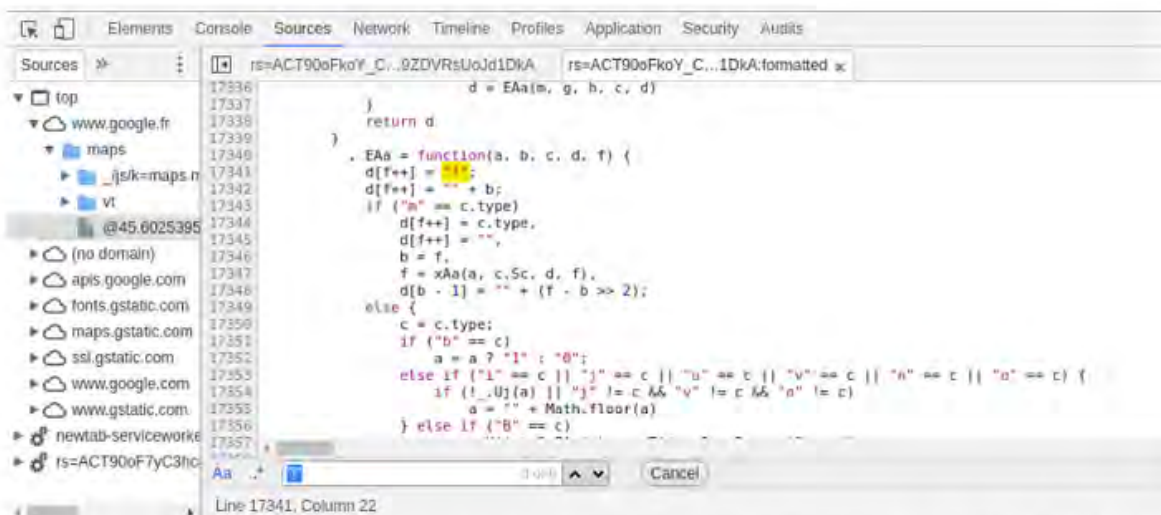 Elements Console Sources Network Timeline Profiles Application Security Audits
Sources » rs=ACT90oFkoY_C...9ZDVRsUoJd1DkA rs=ACT90oFkoY_C...1DkA:formatted ×
top
www.google.fr
maps
_/js/k=maps.m
vt
@45.6025395
(no domain)
apis.google.com
fonts.gstatic.com
maps.gstatic.com
ssl.gstatic.com
www.google.com
www.gstatic.com
newtab-serviceworke
rs=ACT90oF7yC3hc
17336 d = EAa(m, g, h, c, d)
17337 }
17338 return d
17339 }
17340 , EAa = function(a, b, c, d, f) {
17341 d[f++] = "!";
17342 d[f++] = "" + b;
17343 if ("m" == c.type)
17344 d[f++] = c.type,
17345 d[f++] = "",
17346 b = f,
17347 f = xAa(a, c.Sc, d, f),
17348 d[b - 1] = "" + (f - b >> 2);
17349 else {
17350 c = c.type;
17351 if ("b" == c)
17352 a = a ? "1" : "0";
17353 else if ("i" == c || "j" == c || "u" == c || "v" == c || "n" == c || "o" == c) {
17354 if (!_.Uj(a) || "j" != c && "v" != c && "o" != c)
17355 a = "" + Math.floor(a)
17356 } else if ("B" == c)
17357
Aa .* Cancel
Line 17341, Column 22